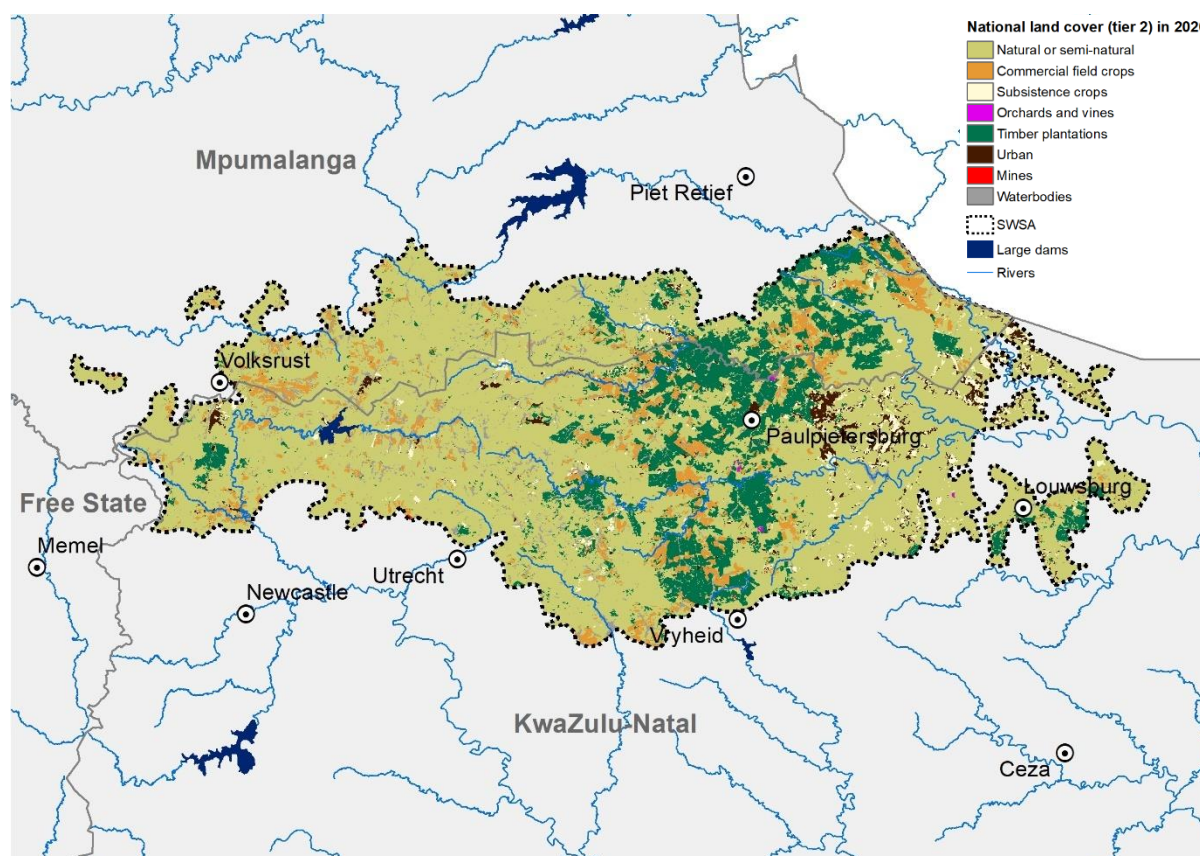 National land cover (tier 2) in 202
Natural or semi-natural
Commercial field crops
Subsistence crops
Orchards and vines
Timber plantations
Urban
Mines
Waterbodies
SWSA
Large dams
Rivers
Mpumalanga
Piet Retief
Volksrust
Paulpietersburg
Free State
Louwsburg
Memel
Utrecht
Newcastle
Vryheid
KwaZulu-Natal
Ceza